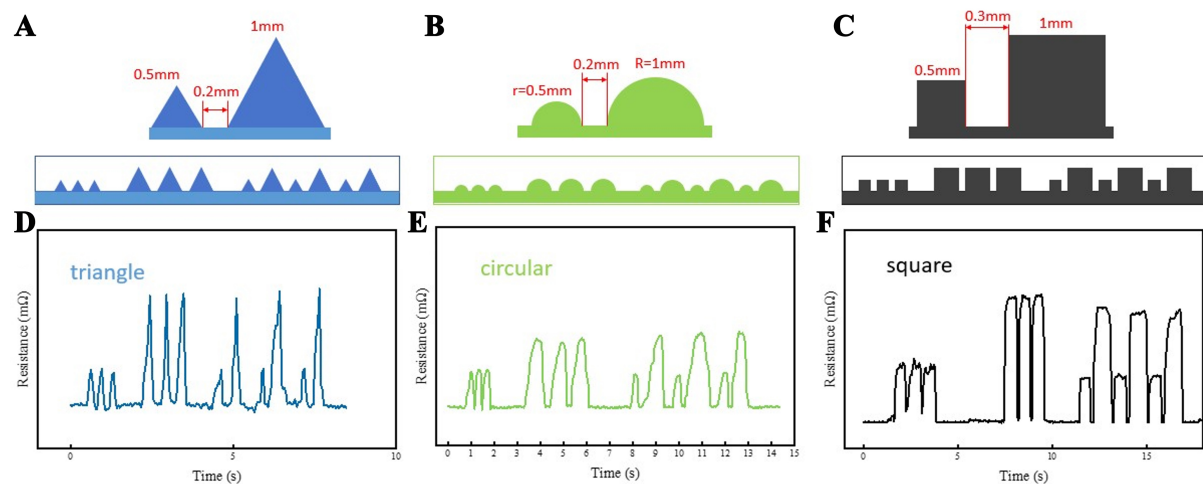 A
1mm
0.5mm
0.2mm
B
0.2mm
R=1mm
r=0.5mm
C
0.3mm
1mm
0.5mm
D
triangle
Resistance (mΩ)
0 5 10
Time (s)
E
circular
Resistance (mΩ)
0 1 2 3 4 5 6 7 8 9 10 11 12 13 14 15
Time (s)
F
square
Resistance (mΩ)
0 5 10 15
Time (s)